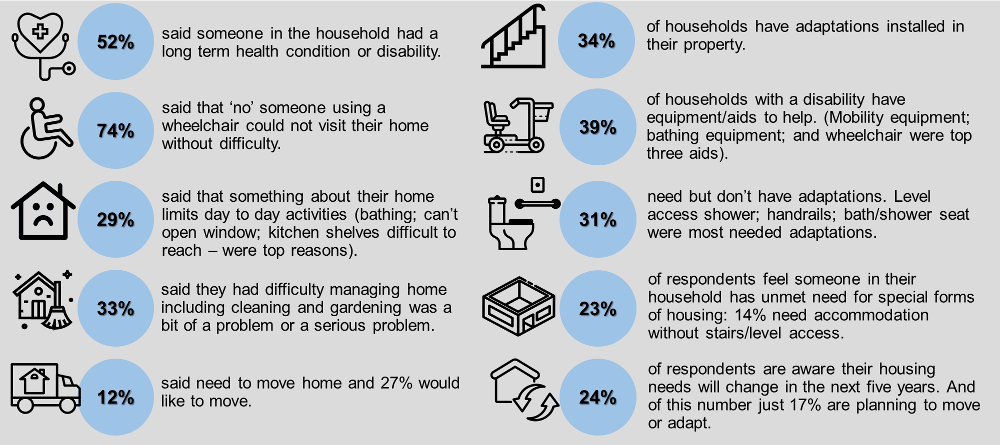 52%
said someone in the household had a
long term health condition or disability.
74%
said that ‘no’ someone using a
wheelchair could not visit their home
without difficulty.
29%
said that something about their home
limits day to day activities (bathing; can’t
open window; kitchen shelves difficult to
reach – were top reasons).
33%
said they had difficulty managing home
including cleaning and gardening was a
bit of a problem or a serious problem.
12%
said need to move home and 27% would
like to move.
34%
of households have adaptations installed in
their property.
39%
of households with a disability have
equipment/aids to help. (Mobility equipment;
bathing equipment; and wheelchair were top
three aids).
31%
need but don’t have adaptations. Level
access shower; handrails; bath/shower seat
were most needed adaptations.
23%
of respondents feel someone in their
household has unmet need for special forms
of housing: 14% need accommodation
without stairs/level access.
24%
of respondents are aware their housing
needs will change in the next five years. And
of this number just 17% are planning to move
or adapt.